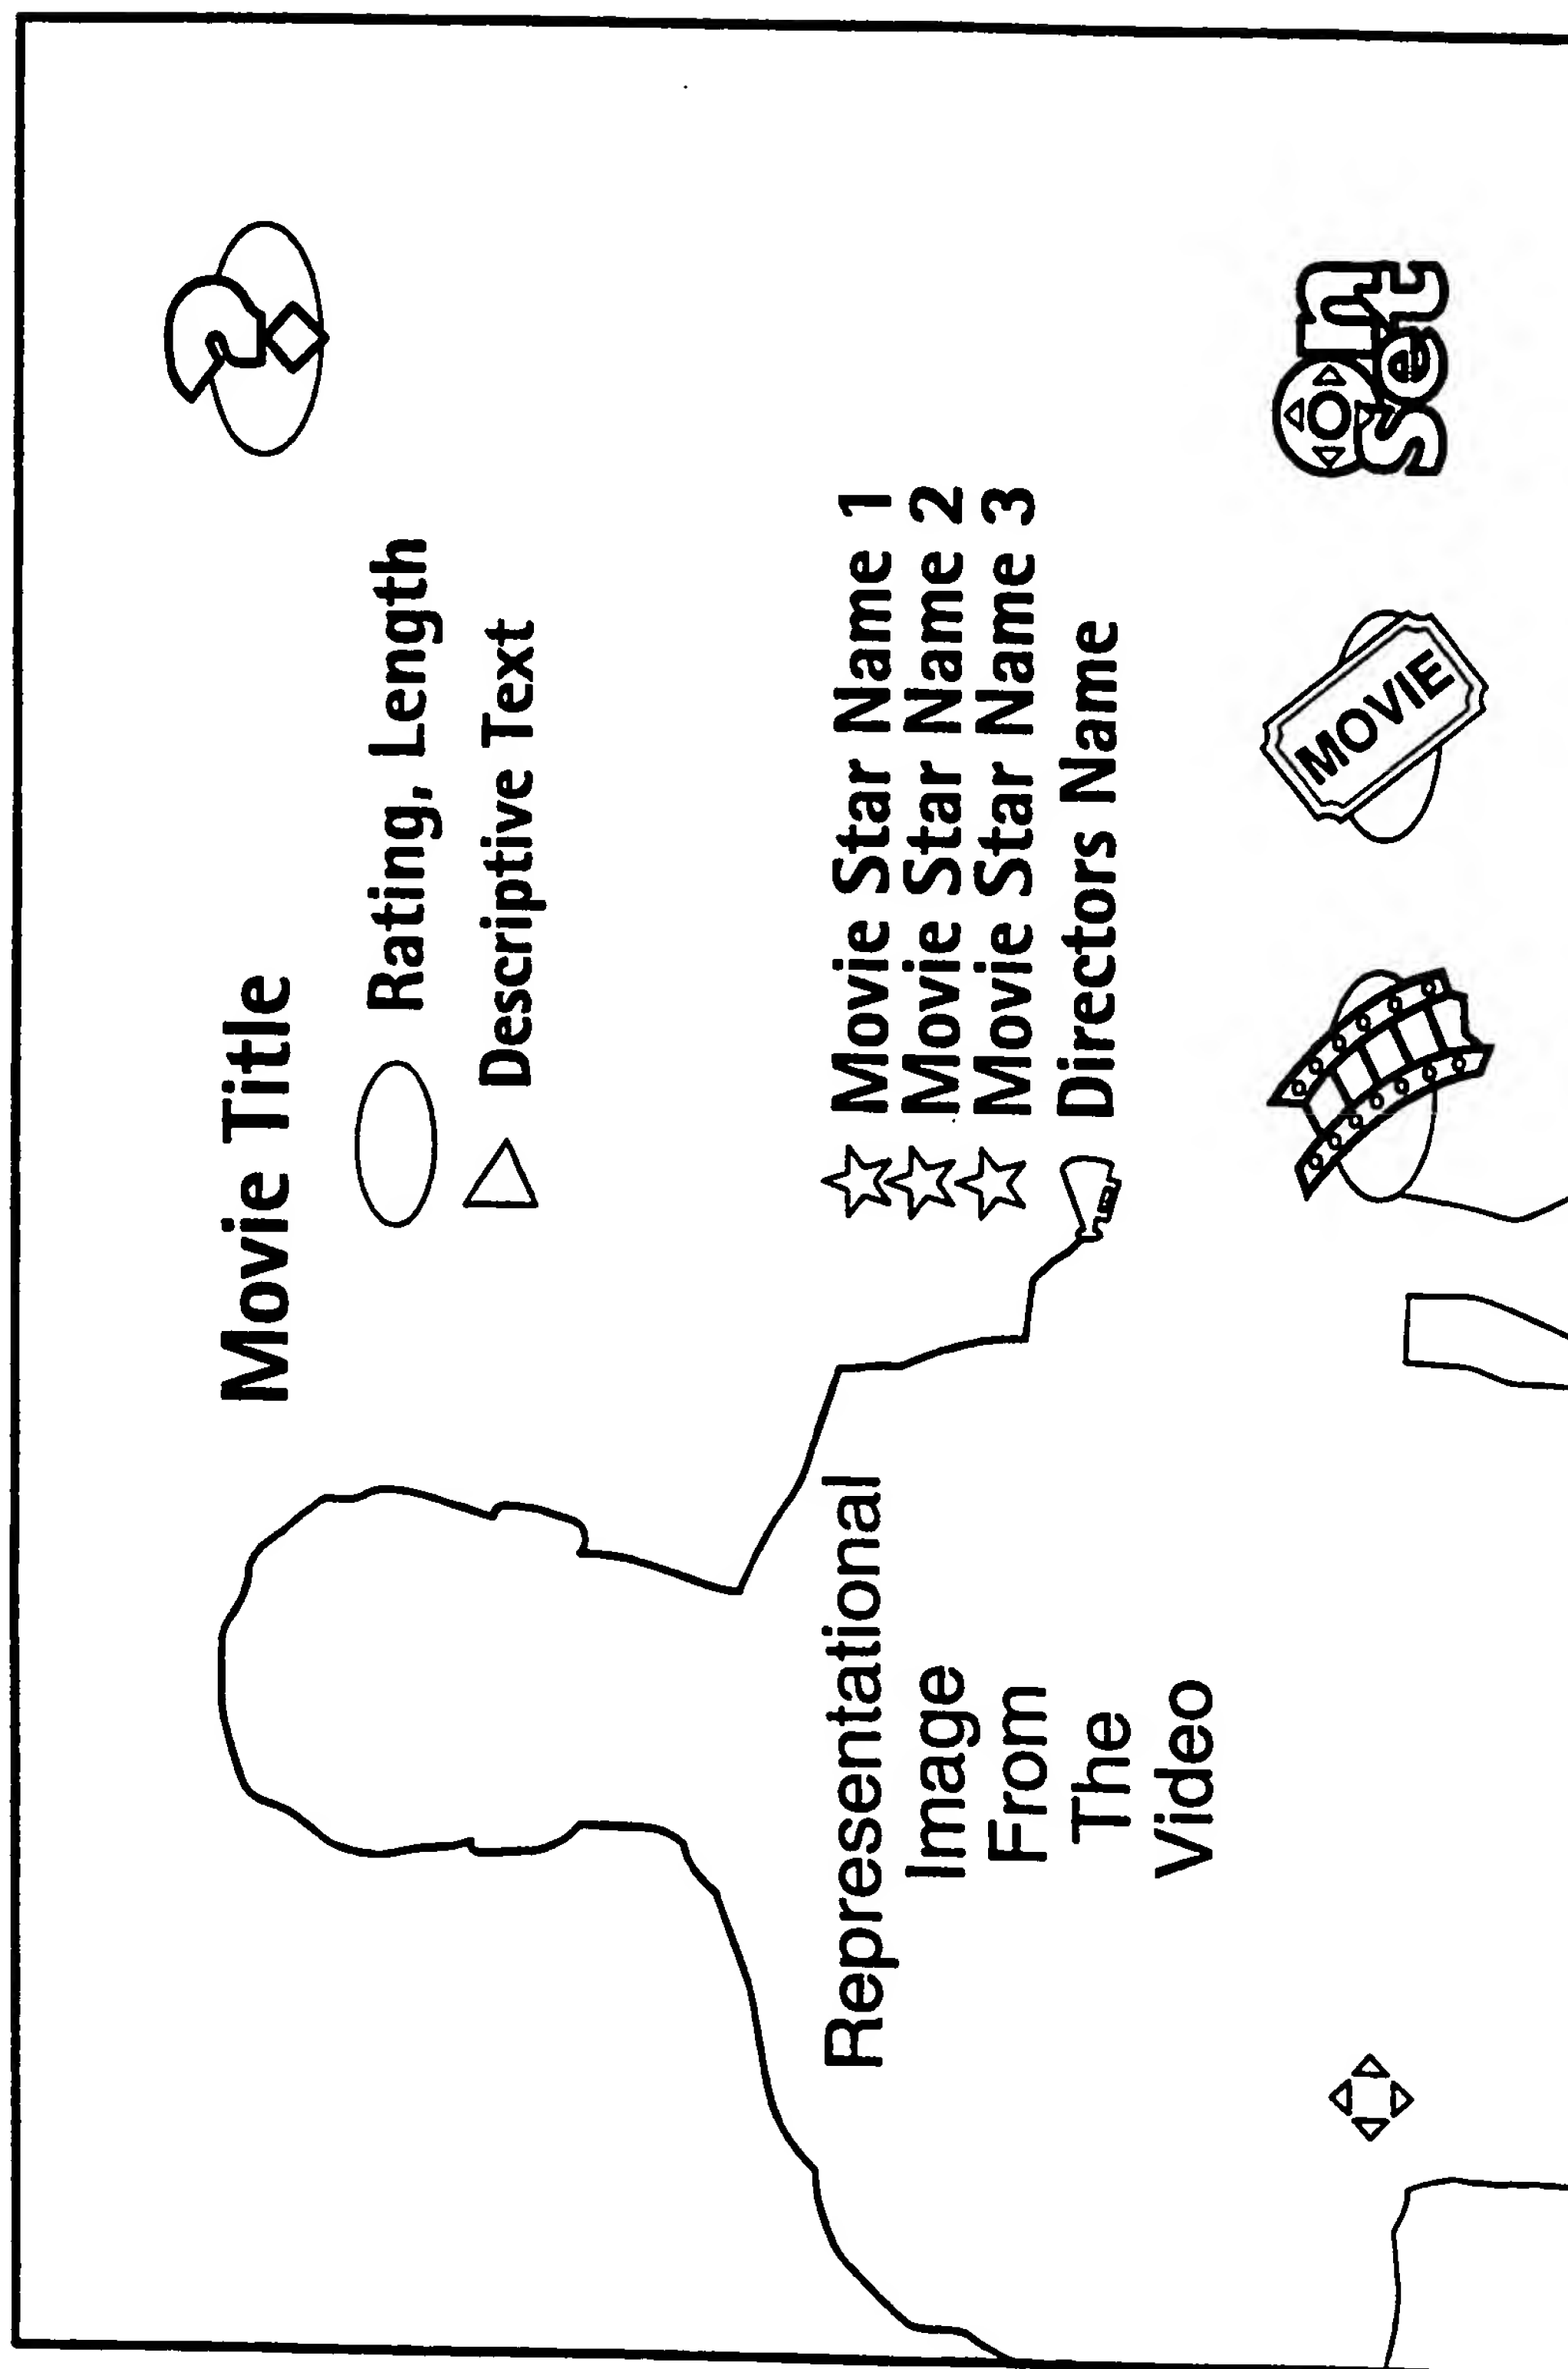 Movie Title
Rating, Length
Descriptive Text
Movie Star Name 1
Movie Star Name 2
Movie Star Name 3
Directors Name
Representational
Image
From
The
Video
MOVIE
on
set
?